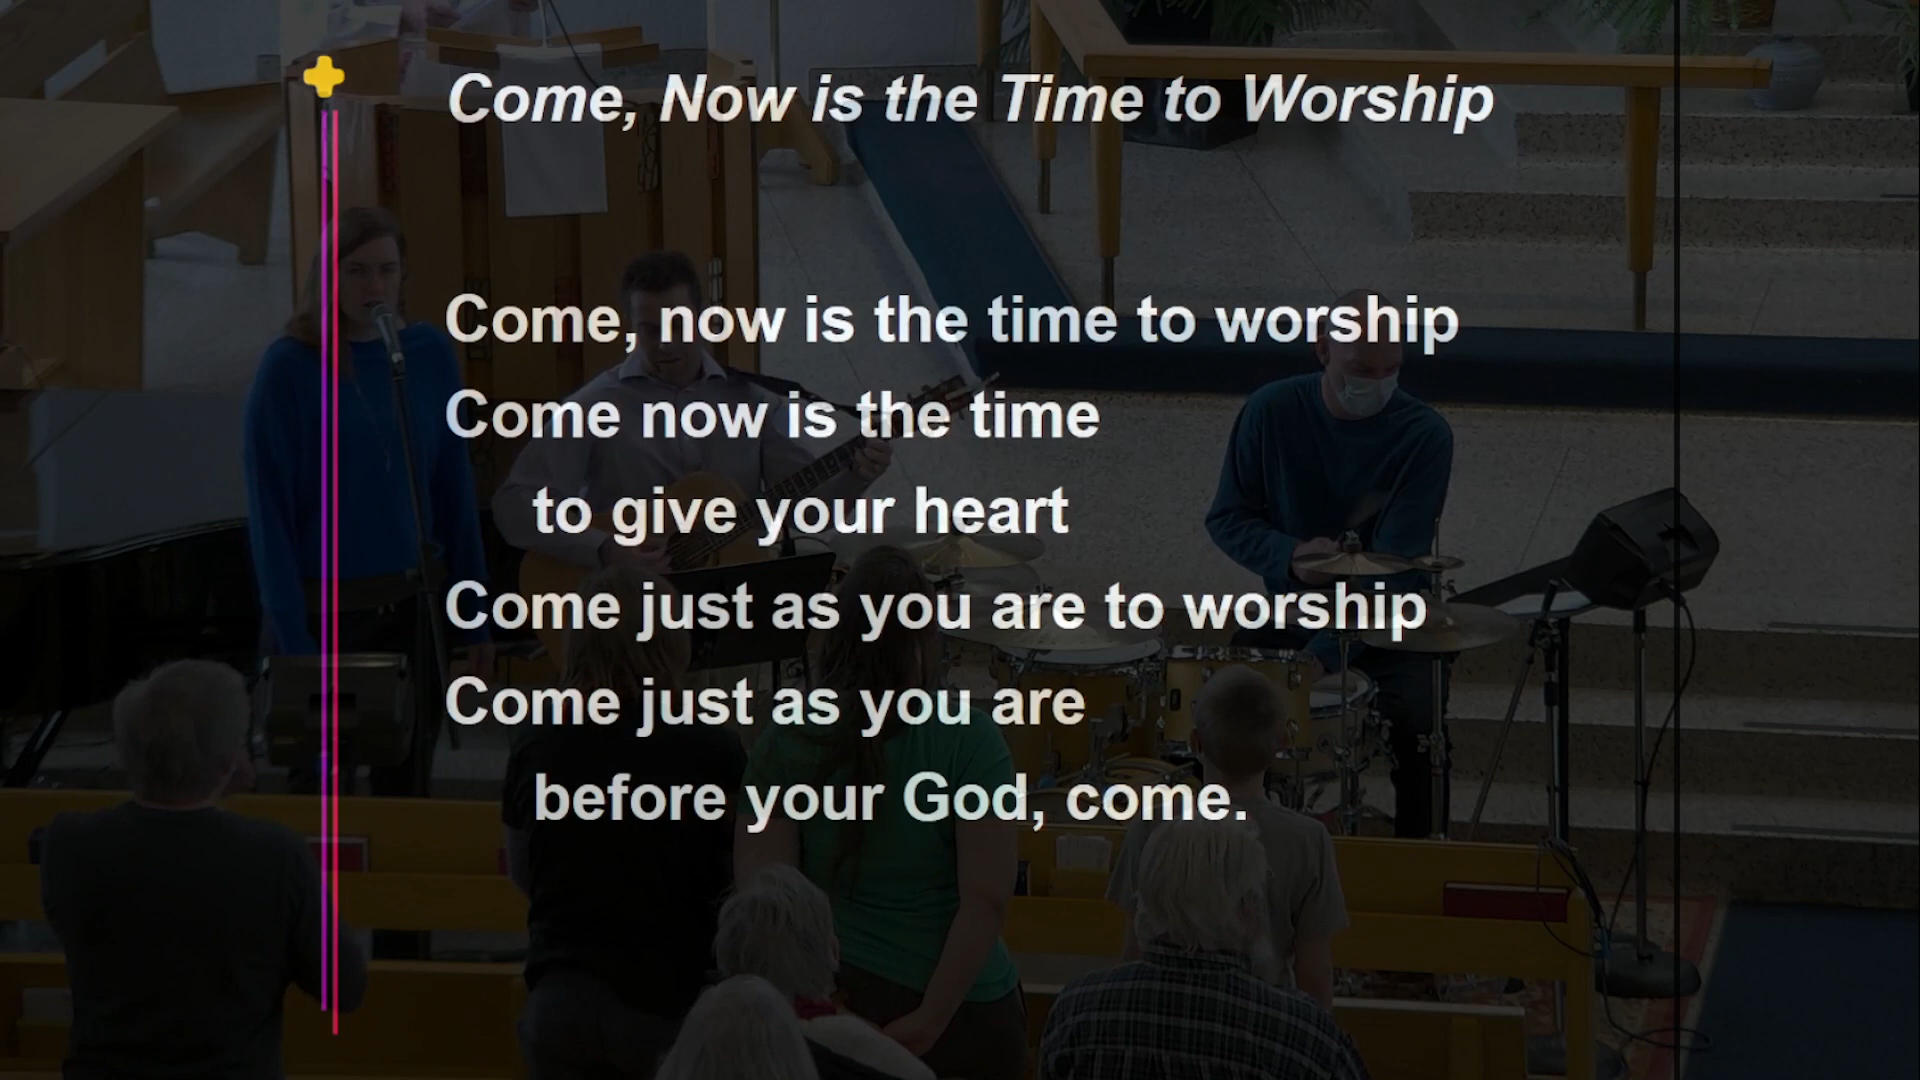 Come, Now is the Time to Worship
Come, now is the time to worship
Come now is the time
to give your heart
Come just as you are to worship
Come just as you are
before your God, come.